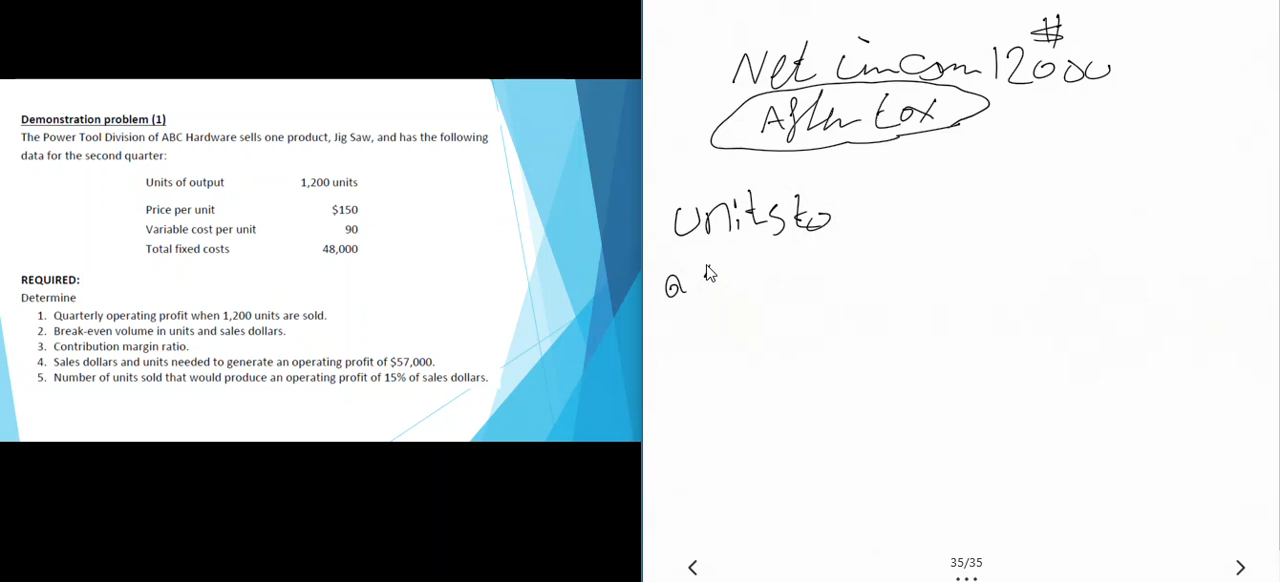 Demonstration problem (1)
The Power Tool Division of ABC Hardware sells one product, Jig Saw, and has the following
data for the second quarter:
Units of output 1,200 units
Price per unit $150
Variable cost per unit 90
Total fixed costs 48,000
REQUIRED:
Determine
1. Quarterly operating profit when 1,200 units are sold.
2. Break-even volume in units and sales dollars.
3. Contribution margin ratio.
4. Sales dollars and units needed to generate an operating profit of $57,000.
5. Number of units sold that would produce an operating profit of 15% of sales dollars.
$
Net incom 12000
After tax
units to
a
35/35